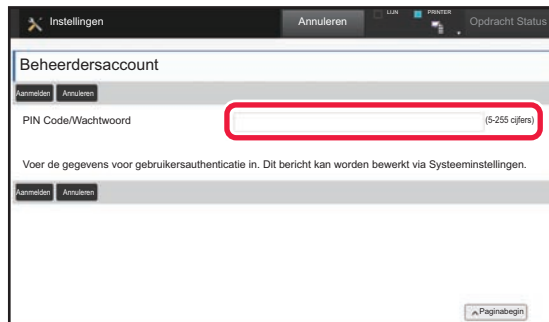 Instellingen Annuleren LIJN PRINTER Opdracht Status
Beheerdersaccount
Aanmelden Annuleren
PIN Code/Wachtwoord (5-255 cijfers)
Voer de gegevens voor gebruikersauthenticatie in. Dit bericht kan worden bewerkt via Systeeminstellingen.
Aanmelden Annuleren
Paginabegin